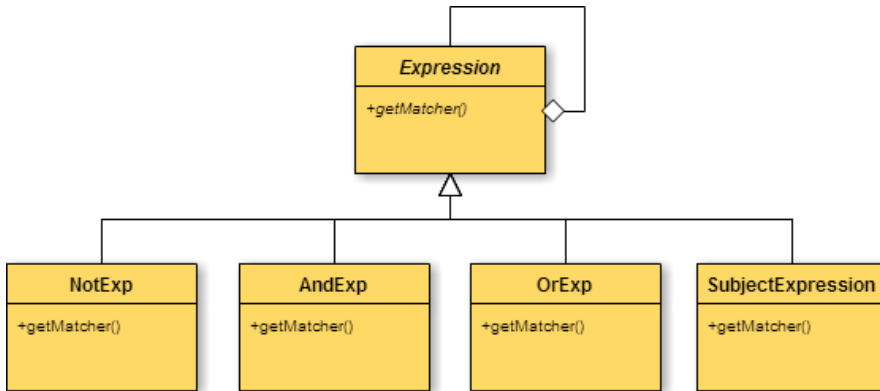 Expression
+getMatcher()
NotExp
+getMatcher()
AndExp
+getMatcher()
OrExp
+getMatcher()
SubjectExpression
+getMatcher()